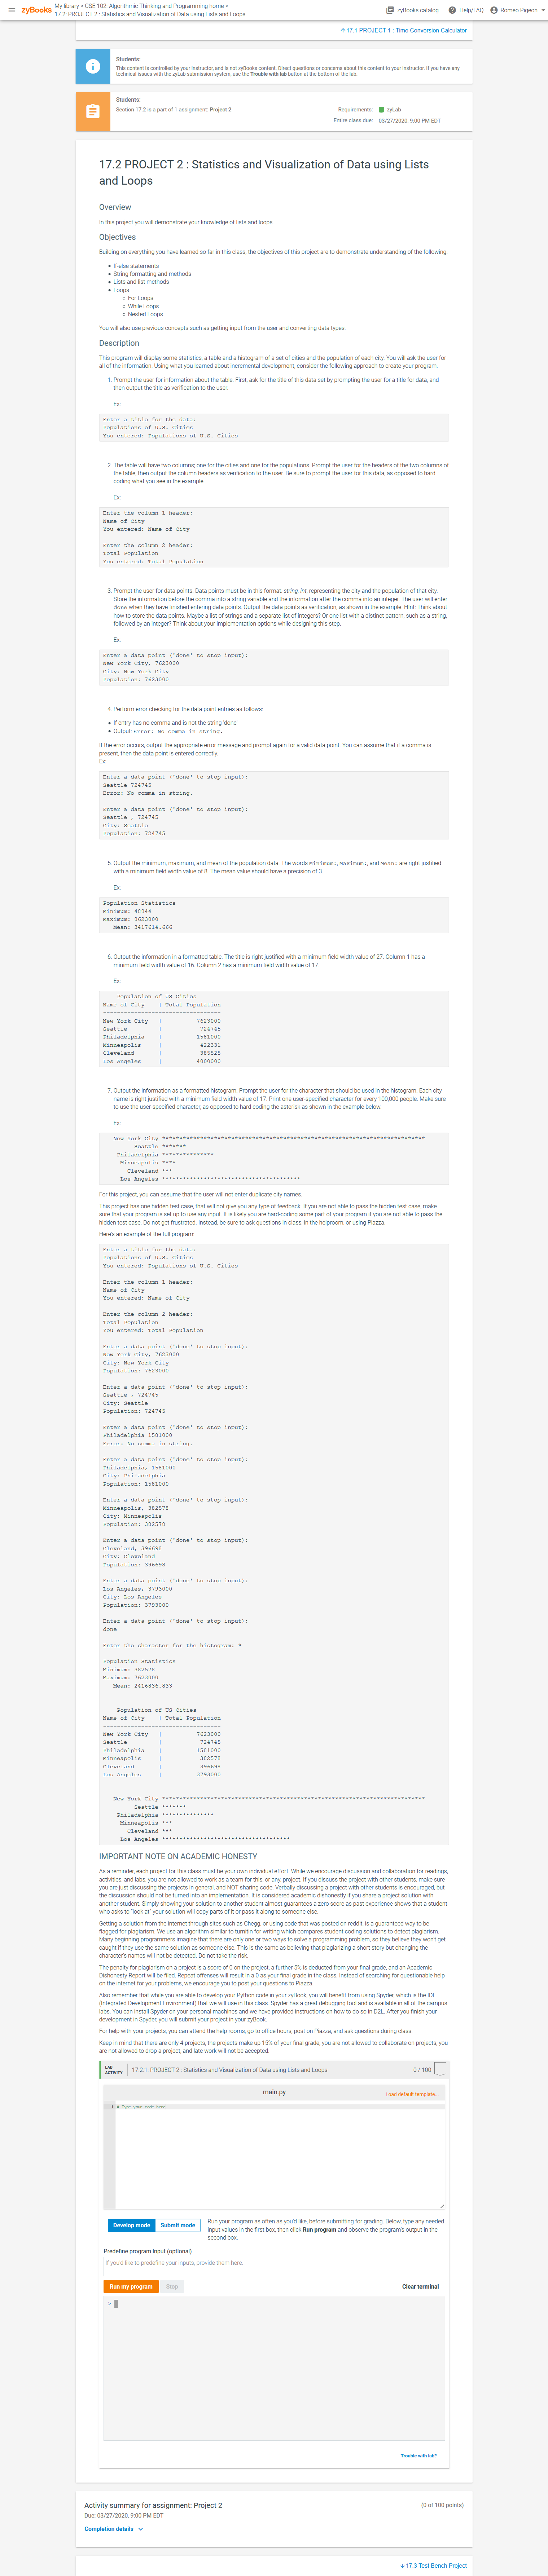 My library > CSE 102: Algorithmic Thinking and Programming home >
zyBooks
17.2: PROJECT 2 : Statistics and Visualization of Data using Lists and Loops
zyBooks catalog
Help/FAQ
Romeo Pigeon
17.1 PROJECT 1 : Time Conversion Calculator
Students:
This content is controlled by your instructor, and is not zyBooks content. Direct questions or concerns about this content to your instructor. If you have any
technical issues with the zyLab submission system, use the Trouble with lab button at the bottom of the lab.
Students:
Section 17.2 is a part of 1 assignment: Project 2
Requirements: zyLab
Entire class due: 03/27/2020, 9:00 PM EDT
17.2 PROJECT 2 : Statistics and Visualization of Data using Lists
and Loops
Overview
In this project you will demonstrate your knowledge of lists and loops.
Objectives
Building on everything you have learned so far in this class, the objectives of this project are to demonstrate understanding of the following:
• If-else statements
• String formatting and methods
• Lists and list methods
• Loops
○ For Loops
○ While Loops
○ Nested Loops
You will also use previous concepts such as getting input from the user and converting data types.
Description
This program will display some statistics, a table and a histogram of a set of cities and the population of each city. You will ask the user for
all of the information. Using what you learned about incremental development, consider the following approach to create your program:
1. Prompt the user for information about the table. First, ask for the title of this data set by prompting the user for a title for data, and
then output the title as verification to the user.
Ex:
Enter a title for the data:
Populations of U.S. Cities
You entered: Populations of U.S. Cities
2. The table will have two columns; one for the cities and one for the populations. Prompt the user for the headers of the two columns of
the table, then output the column headers as verification to the user. Be sure to prompt the user for this data, as opposed to hard
coding what you see in the example.
Ex:
Enter the column 1 header:
Name of City
You entered: Name of City
Enter the column 2 header:
Total Population
You entered: Total Population
3. Prompt the user for data points. Data points must be in this format: string, int, representing the city and the population of that city.
Store the information before the comma into a string variable and the information after the comma into an integer. The user will enter
done when they have finished entering data points. Output the data points as verification, as shown in the example. Hint: Think about
how to store the data points. Maybe a list of strings and a separate list of integers? Or one list with a distinct pattern, such as a string,
followed by an integer? Think about your implementation options while designing this step.
Ex:
Enter a data point ('done' to stop input):
New York City, 7623000
City: New York City
Population: 7623000
4. Perform error checking for the data point entries as follows:
• If entry has no comma and is not the string 'done'
• Output Error: No comma in string.
If the error occurs, output the appropriate error message and prompt again for a valid data point. You can assume that if a comma is
present, then the data point is entered correctly.
Ex:
Enter a data point ('done' to stop input):
Seattle 724745
Error: No comma in string.
Enter a data point ('done' to stop input):
Seattle , 724745
City: Seattle
Population: 724745
5. Output the minimum, maximum, and mean of the population data. The words Minimum:, Maximum:, and Mean: are right justified
with a minimum field width value of 8. The mean value should have a precision of 3.
Ex:
Population Statistics
Minimum: 48844
Maximum: 8623000
Mean: 3417614.666
6. Output the information in a formatted table. The title is right justified with a minimum field width value of 27. Column 1 has a
minimum field width value of 16. Column 2 has a minimum field width value of 17.
Ex:
Population of US Cities
Name of City | Total Population
----------------------------------
New York City | 7623000
Seattle | 724745
Philadelphia | 1581000
Minneapolis | 422331
Cleveland | 385525
Los Angeles | 4000000
7. Output the information as a formatted histogram. Prompt the user for the character that should be used in the histogram. Each city
name is right justified with a minimum field width value of 17. Print one user-specified character for every 100,000 people. Make sure
to use the user-specified character, as opposed to hard coding the asterisk as shown in the example below.
Ex:
New York City ****************************************************************************
Seattle *******
Philadelphia ***************
Minneapolis ****
Cleveland ***
Los Angeles ****************************************
For this project, you can assume that the user will not enter duplicate city names.
This project has one hidden test case, that will not give you any type of feedback. If you are not able to pass the hidden test case, make
sure that your program is set up to use any input. It is likely you are hard-coding some part of your program if you are not able to pass the
hidden test case. Do not get frustrated. Instead, be sure to ask questions in class, in the helproom, or using Piazza.
Here's an example of the full program:
Enter a title for the data:
Populations of U.S. Cities
You entered: Populations of U.S. Cities
Enter the column 1 header:
Name of City
You entered: Name of City
Enter the column 2 header:
Total Population
You entered: Total Population
Enter a data point ('done' to stop input):
New York City, 7623000
City: New York City
Population: 7623000
Enter a data point ('done' to stop input):
Seattle , 724745
City: Seattle
Population: 724745
Enter a data point ('done' to stop input):
Philadelphia 1581000
Error: No comma in string.
Enter a data point ('done' to stop input):
Philadelphia, 1581000
City: Philadelphia
Population: 1581000
Enter a data point ('done' to stop input):
Minneapolis, 382578
City: Minneapolis
Population: 382578
Enter a data point ('done' to stop input):
Cleveland, 396698
City: Cleveland
Population: 396698
Enter a data point ('done' to stop input):
Los Angeles, 3793000
City: Los Angeles
Population: 3793000
Enter a data point ('done' to stop input):
done
Enter the character for the histogram: *
Population Statistics
Minimum: 382578
Maximum: 7623000
Mean: 2416836.833
Population of US Cities
Name of City | Total Population
----------------------------------
New York City | 7623000
Seattle | 724745
Philadelphia | 1581000
Minneapolis | 382578
Cleveland | 396698
Los Angeles | 3793000
New York City ****************************************************************************
Seattle *******
Philadelphia ***************
Minneapolis ***
Cleveland ***
Los Angeles *************************************
IMPORTANT NOTE ON ACADEMIC HONESTY
As a reminder, each project for this class must be your own individual effort. While we encourage discussion and collaboration for readings,
activities, and labs, you are not allowed to work as a team for this, or any, project. If you discuss the project with other students, make sure
you are just discussing the projects in general, and NOT sharing code. Verbally discussing a project with other students is encouraged, but
the discussion should not be turned into an implementation. It is considered academic dishonestly if you share a project solution with
another student. Simply showing your solution to another student almost guarantees a zero score as past experience shows that a student
who asks to "look at" your solution will copy parts of it or pass it along to someone else.
Getting a solution from the internet through sites such as Chegg, or using code that was posted on reddit, is a guaranteed way to be
flagged for plagiarism. We use an algorithm similar to turnitin for writing which compares student coding solutions to detect plagiarism.
Many beginning programmers imagine that there are only one or two ways to solve a programming problem, so they believe they won't get
caught if they use the same solution as someone else. This is the same as believing that plagiarizing a short story but changing the
character's names will not be detected. Do not take the risk.
The penalty for plagiarism on a project is a score of 0 on the project, a further 5% is deducted from your final grade, and an Academic
Dishonesty Report will be filed. Repeat offenses will result in a 0 as your final grade in the class. Instead of searching for questionable help
on the internet for your problems, we encourage you to post your questions to Piazza.
Also remember that while you are able to develop your Python code in your zyBook, you will benefit from using Spyder, which is the IDE
(Integrated Environment Development) that we will use in this class. Spyder has a great debugging tool and is available in all of the campus
labs. You can install Spyder on your personal machines and we have provided instructions on how to do so in D2L. After you finish your
development in Spyder, you will submit your project in your zyBook.
For help with your projects, you can attend the help rooms, go to office hours, post on Piazza, and ask questions during class.
Keep in mind that there are only 4 projects; the projects make up 15% of your final grade; you are not allowed to collaborate on projects, you
are not allowed to drop a project, and late work will not be accepted.
LAB
ACTIVITY
17.2.1: PROJECT 2 : Statistics and Visualization of Data using Lists and Loops
0 / 100
main.py
Load default template...
1 # Type your code here
Develop mode
Submit mode
Run your program as often as you'd like, before submitting for grading. Below, type any needed
input values in the first box, then click Run program and observe the program's output in the
second box.
Predefine program input (optional)
If you'd like to predefine your inputs, provide them here.
Run my program
Stop
Clear terminal
>
Trouble with lab?
Activity summary for assignment: Project 2
(0 of 100 points)
Due: 03/27/2020, 9:00 PM EDT
Completion details
17.3 Test Bench Project